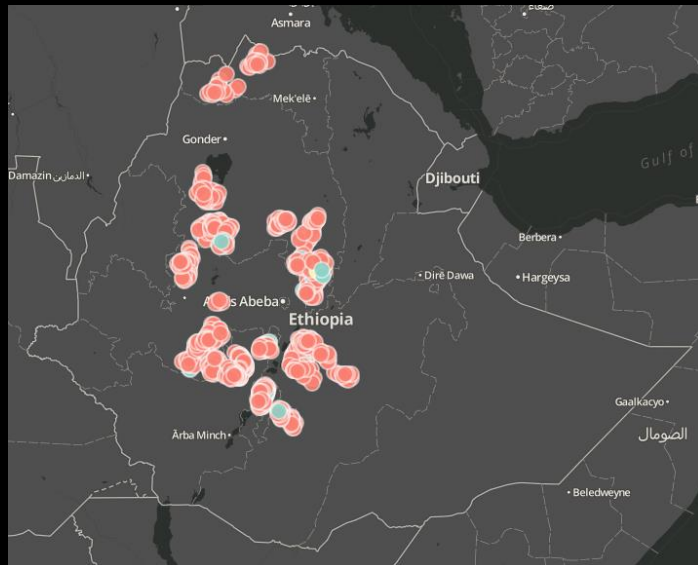 صنعاء
Asmara
Mek'elē
Gonder
Damazin الدمازين
Djibouti
Gulf of
Berbera
Dirē Dawa
Hargeysa
Abeba
Ethiopia
Gaalkacyo
Ārba Minch
الصومال
Beledweyne